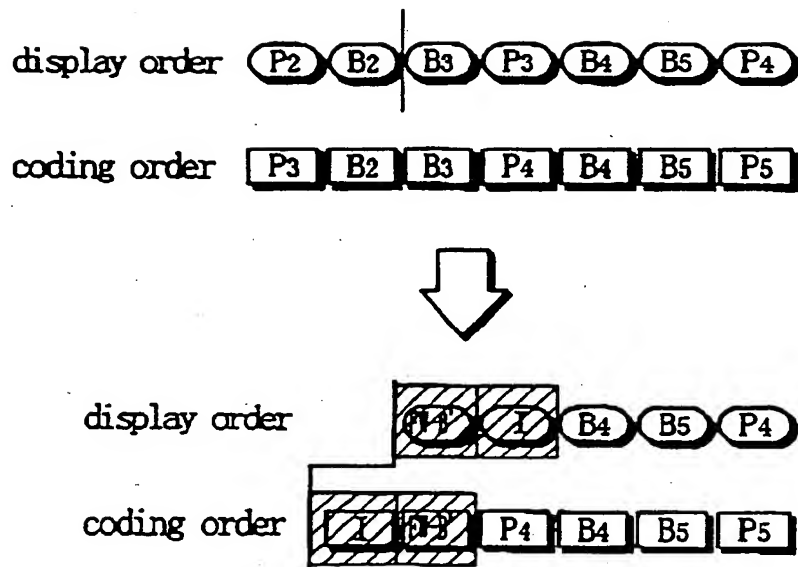 display order P2 B2 B3 P3 B4 B5 P4
coding order P3 B2 B3 P4 B4 B5 P5
display order I B4 B5 P4
coding order I P4 B4 B5 P5